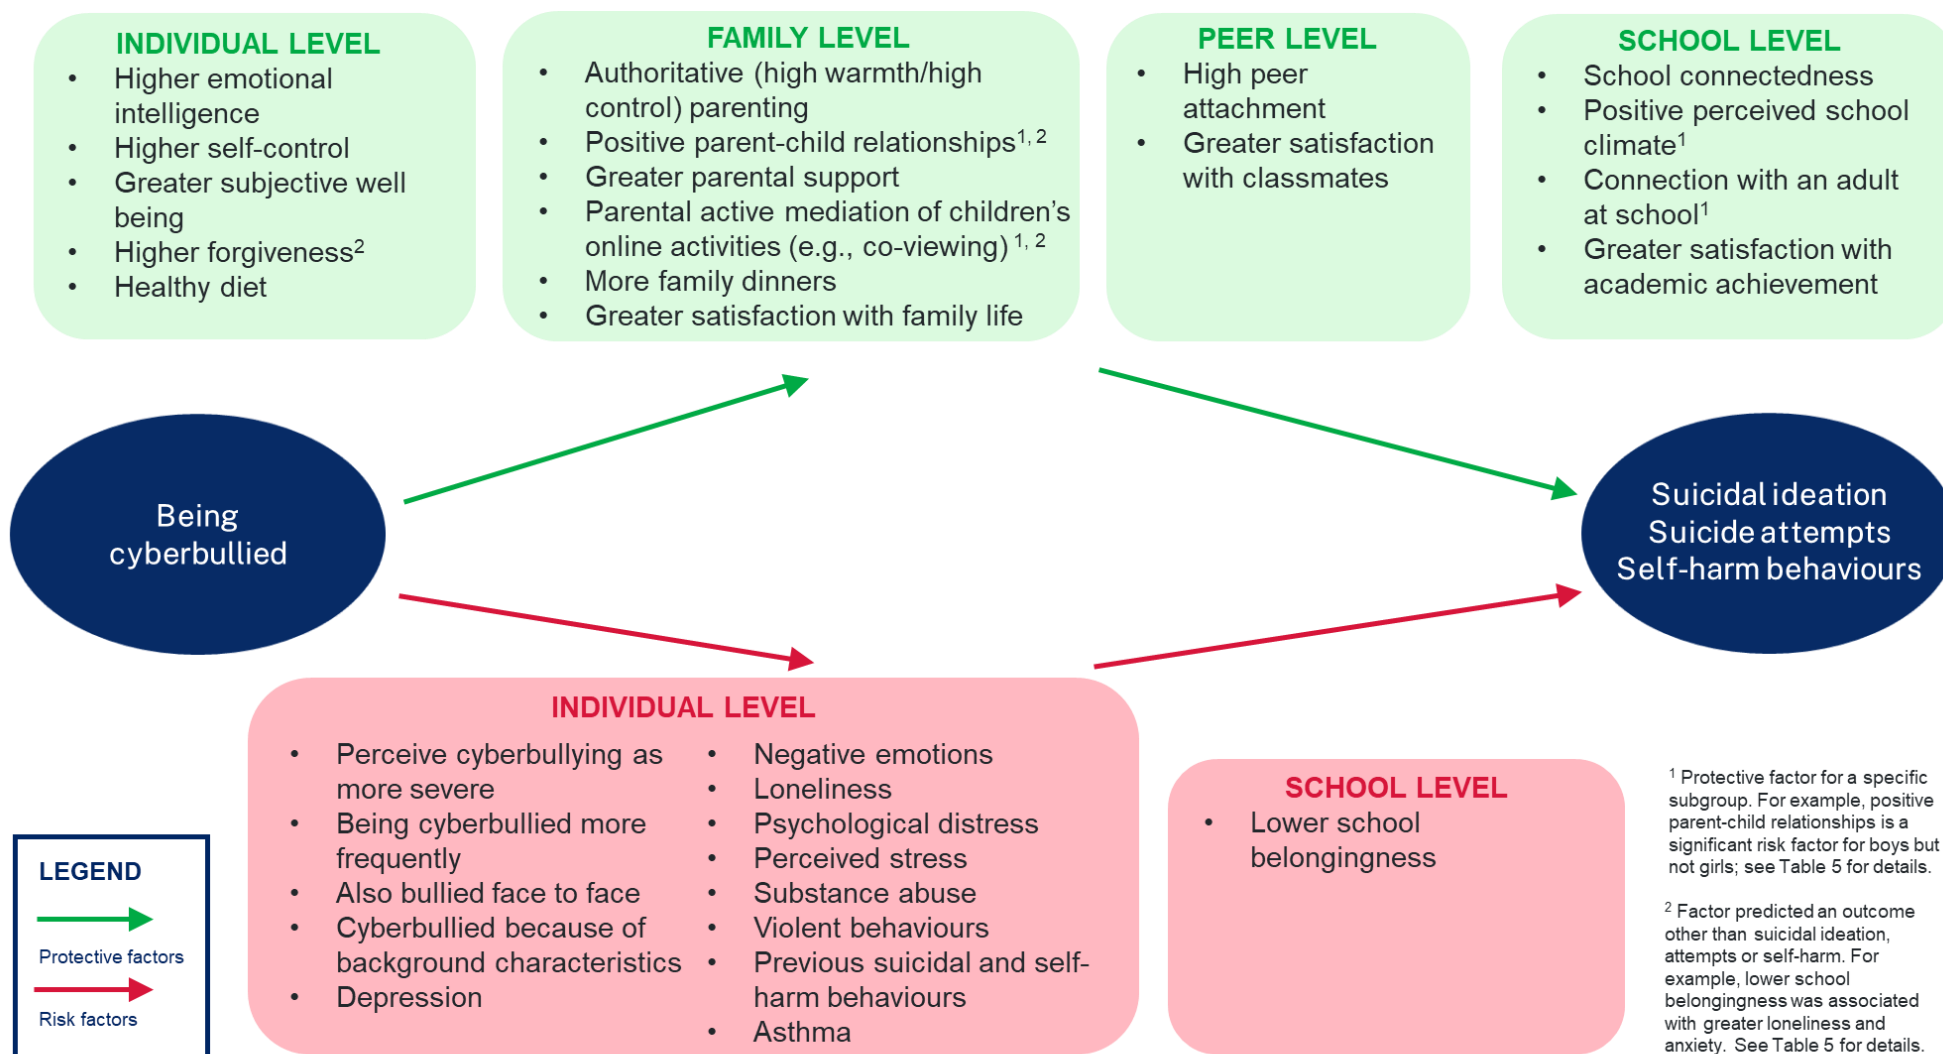 INDIVIDUAL LEVEL
• Higher emotional
intelligence
• Higher self-control
• Greater subjective well
being
• Higher forgiveness²
• Healthy diet
FAMILY LEVEL
• Authoritative (high warmth/high
control) parenting
• Positive parent-child relationships¹, ²
• Greater parental support
• Parental active mediation of children’s
online activities (e.g., co-viewing) ¹, ²
• More family dinners
• Greater satisfaction with family life
PEER LEVEL
• High peer
attachment
• Greater satisfaction
with classmates
SCHOOL LEVEL
• School connectedness
• Positive perceived school
climate¹
• Connection with an adult
at school¹
• Greater satisfaction with
academic achievement
Being
cyberbullied
Suicidal ideation
Suicide attempts
Self-harm behaviours
INDIVIDUAL LEVEL
• Perceive cyberbullying as
more severe
• Being cyberbullied more
frequently
• Also bullied face to face
• Cyberbullied because of
background characteristics
• Depression
• Negative emotions
• Loneliness
• Psychological distress
• Perceived stress
• Substance abuse
• Violent behaviours
• Previous suicidal and self-
harm behaviours
• Asthma
SCHOOL LEVEL
• Lower school
belongingness
LEGEND
Protective factors
Risk factors
¹ Protective factor for a specific
subgroup. For example, positive
parent-child relationships is a
significant risk factor for boys but
not girls; see Table 5 for details.
² Factor predicted an outcome
other than suicidal ideation,
attempts or self-harm. For
example, lower school
belongingness was associated
with greater loneliness and
anxiety. See Table 5 for details.